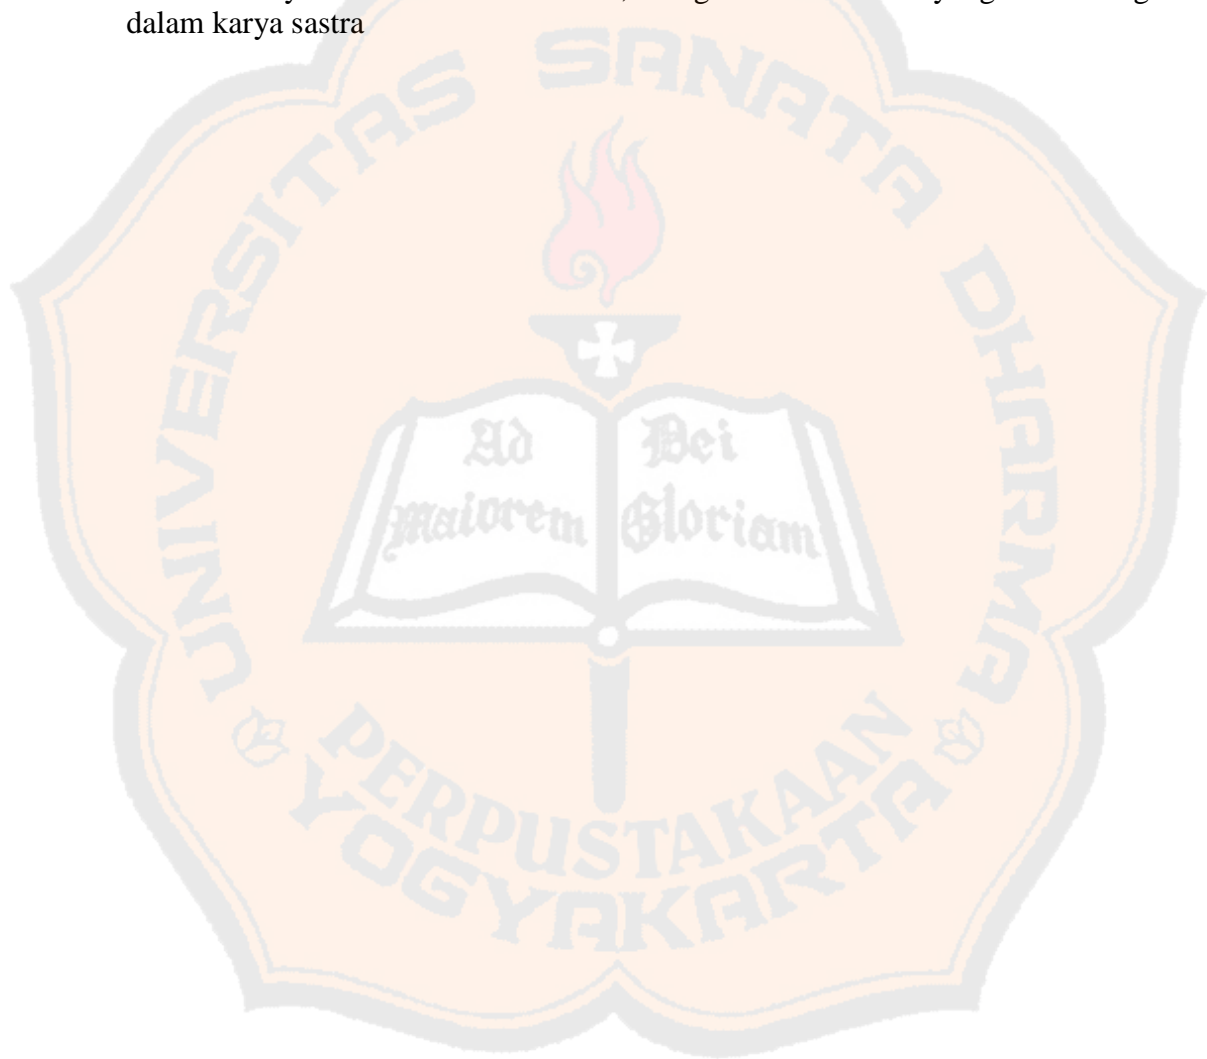 dalam karya sastra
UNIVERSITAS SANATA DHARMA
Ad
maiorem
Dei
Gloriam
PERPUSTAKAAN
YOGYAKARTA